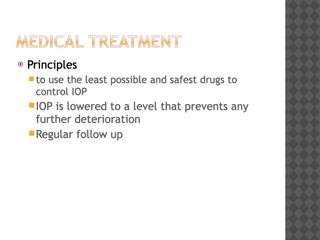 MEDICAL TREATMENT
Principles
to use the least possible and safest drugs to
control IOP
IOP is lowered to a level that prevents any
further deterioration
Regular follow up